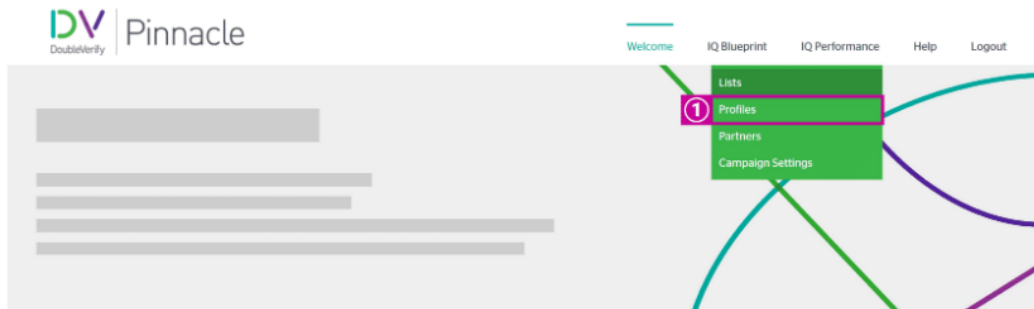 DV Pinnacle
DoubleVerify
Welcome IQ Blueprint IQ Performance Help Logout
Lists
1 Profiles
Partners
Campaign Settings